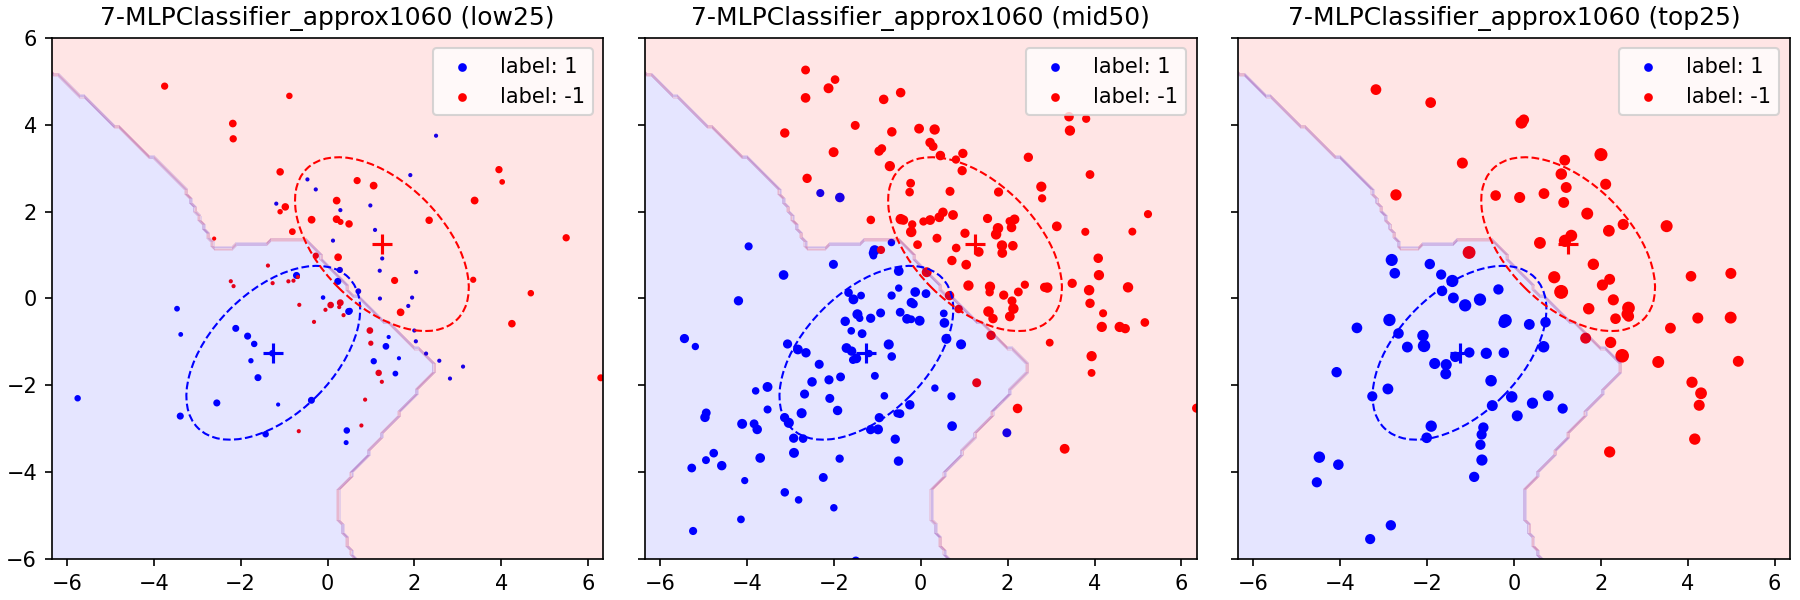 7-MLPClassifier_approx1060 (low25)
7-MLPClassifier_approx1060 (mid50)
7-MLPClassifier_approx1060 (top25)
label: 1
label: -1
label: 1
label: -1
label: 1
label: -1
6
4
2
0
−2
−4
−6
−6 −4 −2 0 2 4 6
−6 −4 −2 0 2 4 6
−6 −4 −2 0 2 4 6